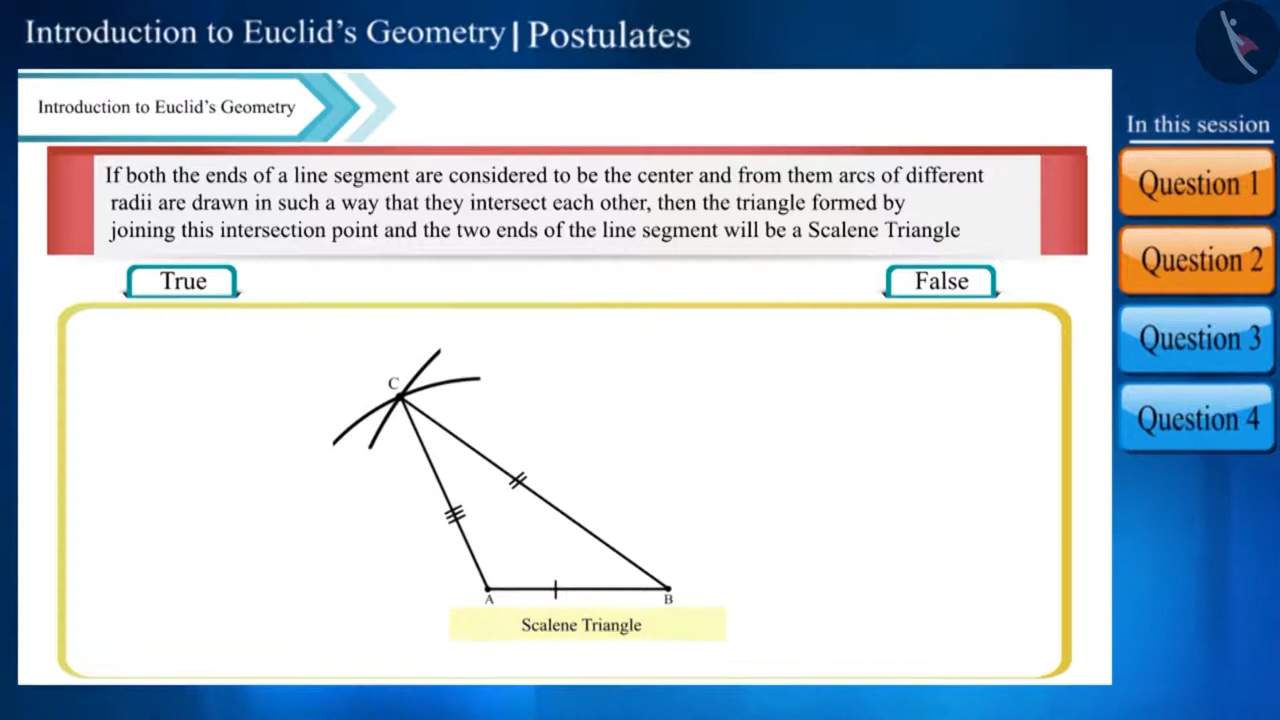 Introduction to Euclid's Geometry | Postulates
In this session
Question 1
Question 2
Question 3
Question 4
Introduction to Euclid's Geometry
If both the ends of a line segment are considered to be the center and from them arcs of different
radii are drawn in such a way that they intersect each other, then the triangle formed by
joining this intersection point and the two ends of the line segment will be a Scalene Triangle
True
False
C
A
B
Scalene Triangle